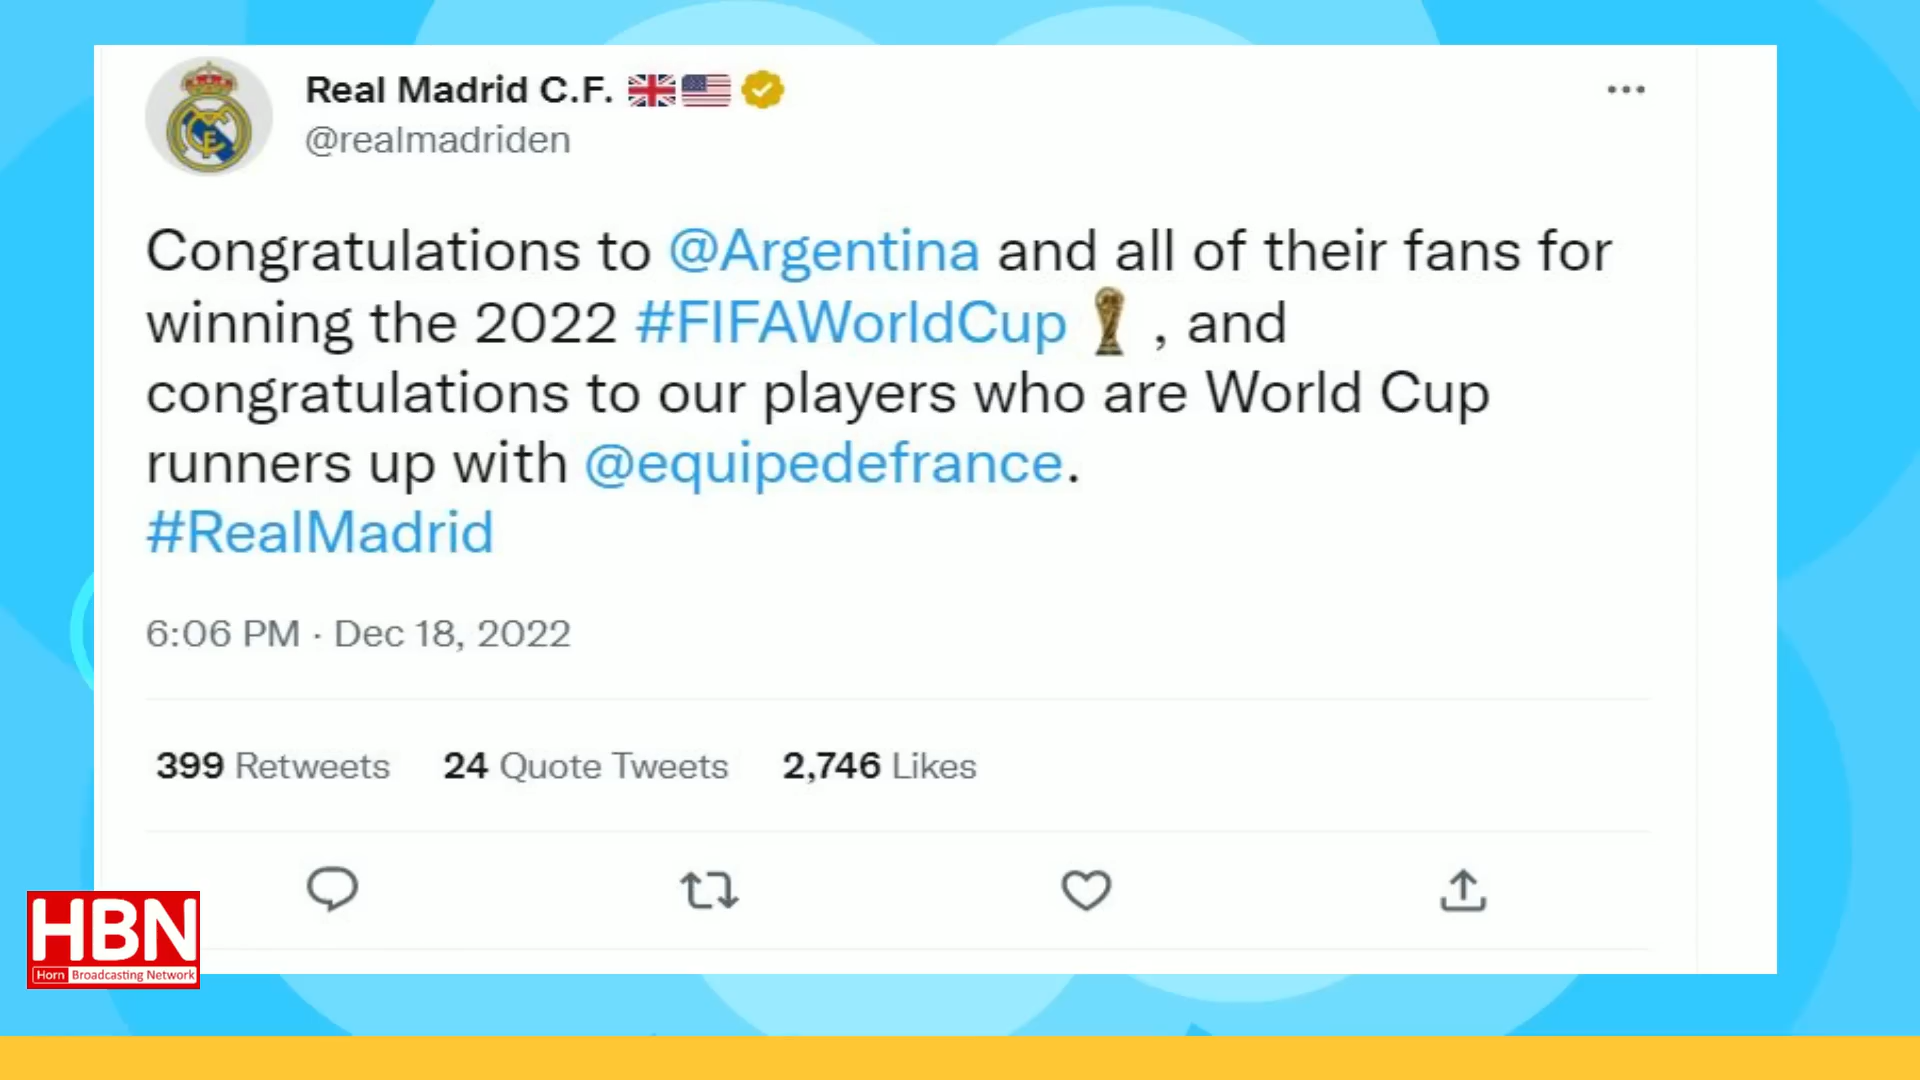 Real Madrid C.F. 🇬🇧🇺🇸
@realmadriden
Congratulations to @Argentina and all of their fans for
winning the 2022 #FIFAWorldCup 🏆 , and
congratulations to our players who are World Cup
runners up with @equipedefrance.
#RealMadrid
6:06 PM · Dec 18, 2022
399 Retweets 24 Quote Tweets 2,746 Likes
HBN
Horn Broadcasting Network